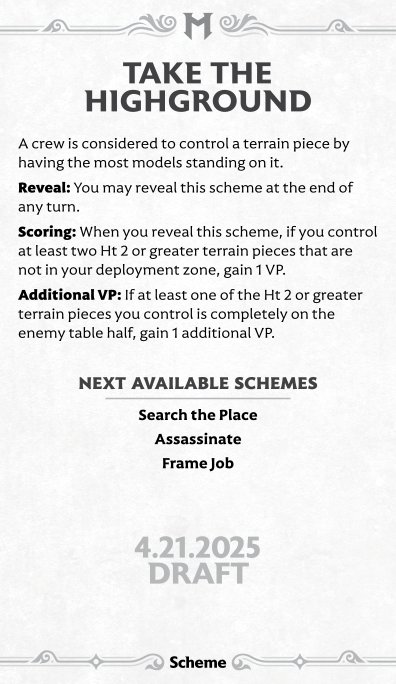 M
TAKE THE
HIGHGROUND
A crew is considered to control a terrain piece by
having the most models standing on it.
Reveal: You may reveal this scheme at the end of
any turn.
Scoring: When you reveal this scheme, if you control
at least two Ht 2 or greater terrain pieces that are
not in your deployment zone, gain 1 VP.
Additional VP: If at least one of the Ht 2 or greater
terrain pieces you control is completely on the
enemy table half, gain 1 additional VP.
NEXT AVAILABLE SCHEMES
Search the Place
Assassinate
Frame Job
4.21.2025
DRAFT
Scheme